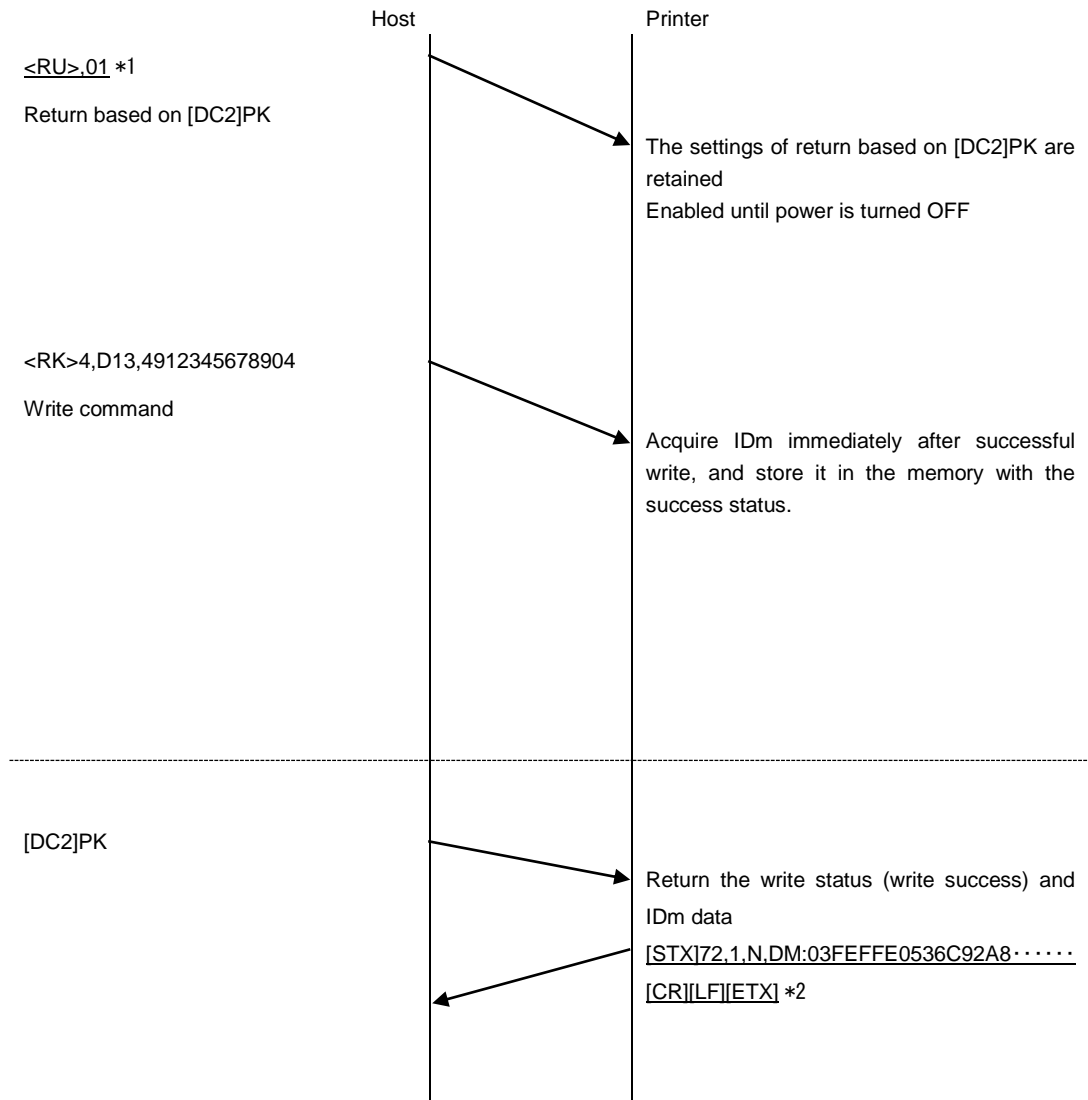 Host Printer
<RU>,01 *1
Return based on [DC2]PK
The settings of return based on [DC2]PK are
retained
Enabled until power is turned OFF
<RK>4,D13,4912345678904
Write command
Acquire IDm immediately after successful
write, and store it in the memory with the
success status.
[DC2]PK
Return the write status (write success) and
IDm data
[STX]72,1,N,DM:03FEFFE0536C92A8······
[CR][LF][ETX] *2